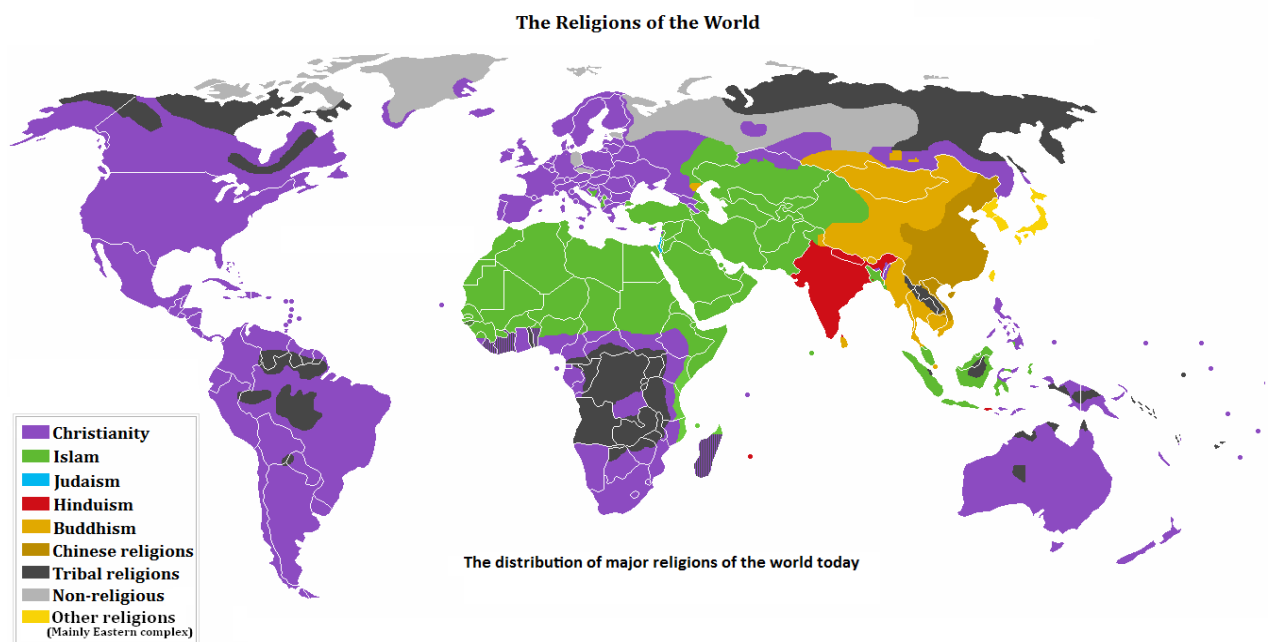 The Religions of the World
Christianity
Islam
Judaism
Hinduism
Buddhism
Chinese religions
Tribal religions
Non-religious
Other religions
(Mainly Eastern complex)
The distribution of major religions of the world today